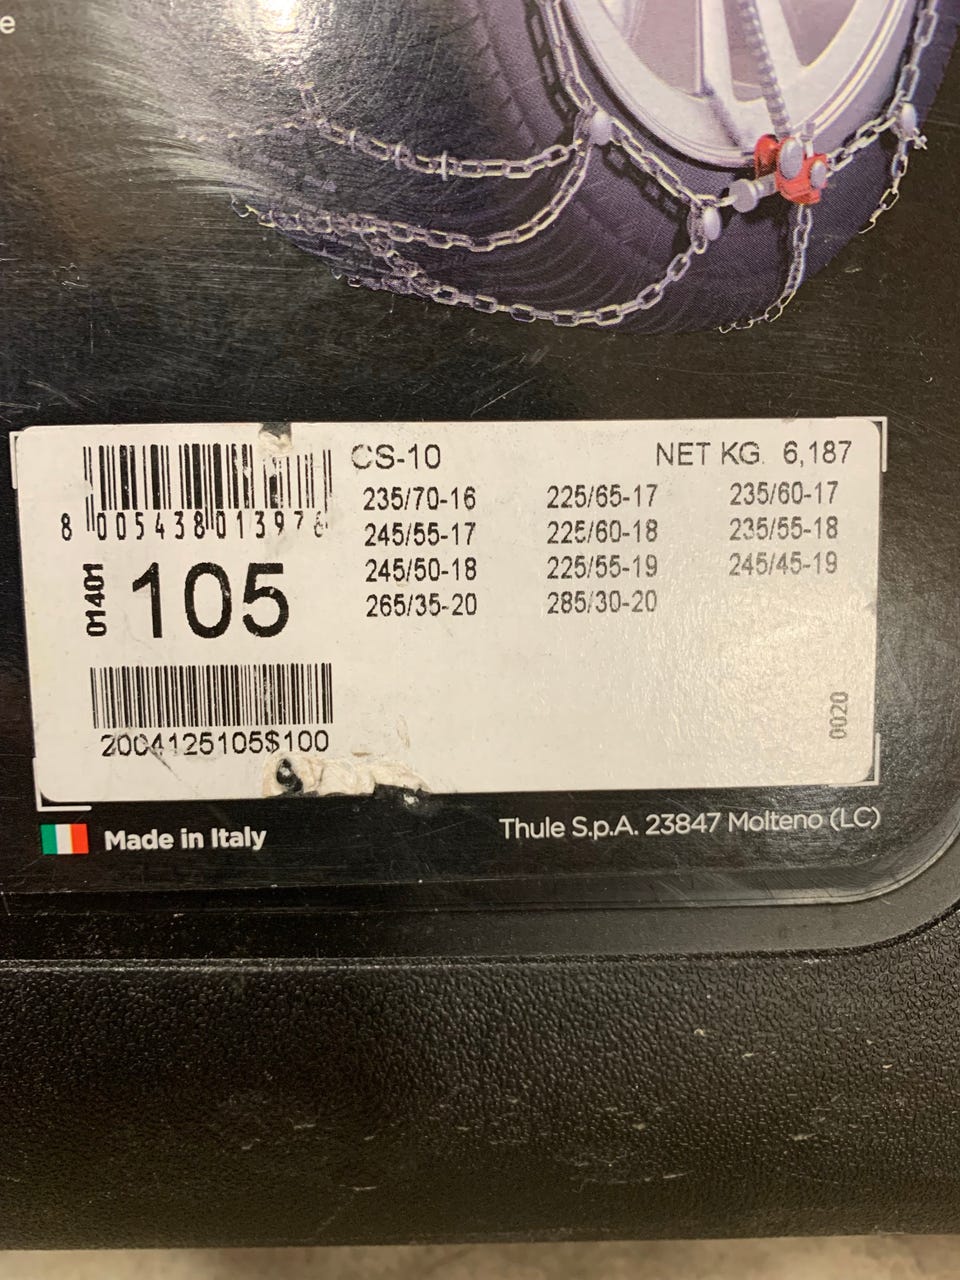 e
CS-10 NET KG. 6,187
235/70-16 225/65-17 235/60-17
245/55-17 225/60-18 235/55-18
245/50-18 225/55-19 245/45-19
265/35-20 285/30-20
8 005438013976
01401
105
2004125105$100
0020
Made in Italy
Thule S.p.A. 23847 Molteno (LC)